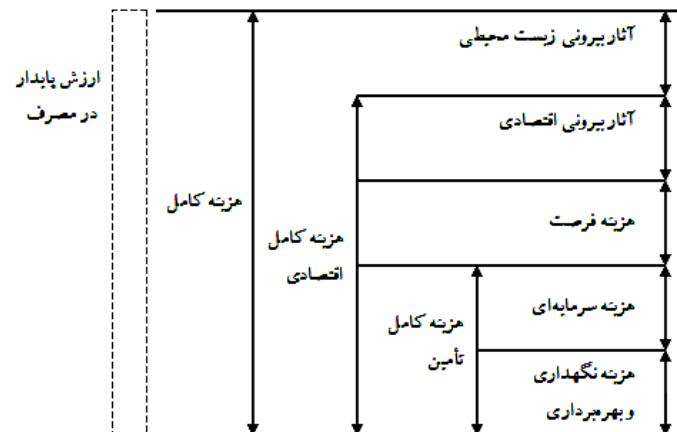 آثار بیرونی زیست محیطی
ارزش پایدار
در مصرف
آثار بیرونی اقتصادی
هزینه کامل
هزینه فرصت
هزینه کامل
اقتصادی
هزینه سرمایه‌ای
هزینه کامل
تأمین
هزینه نگهداری
و بهره‌برداری